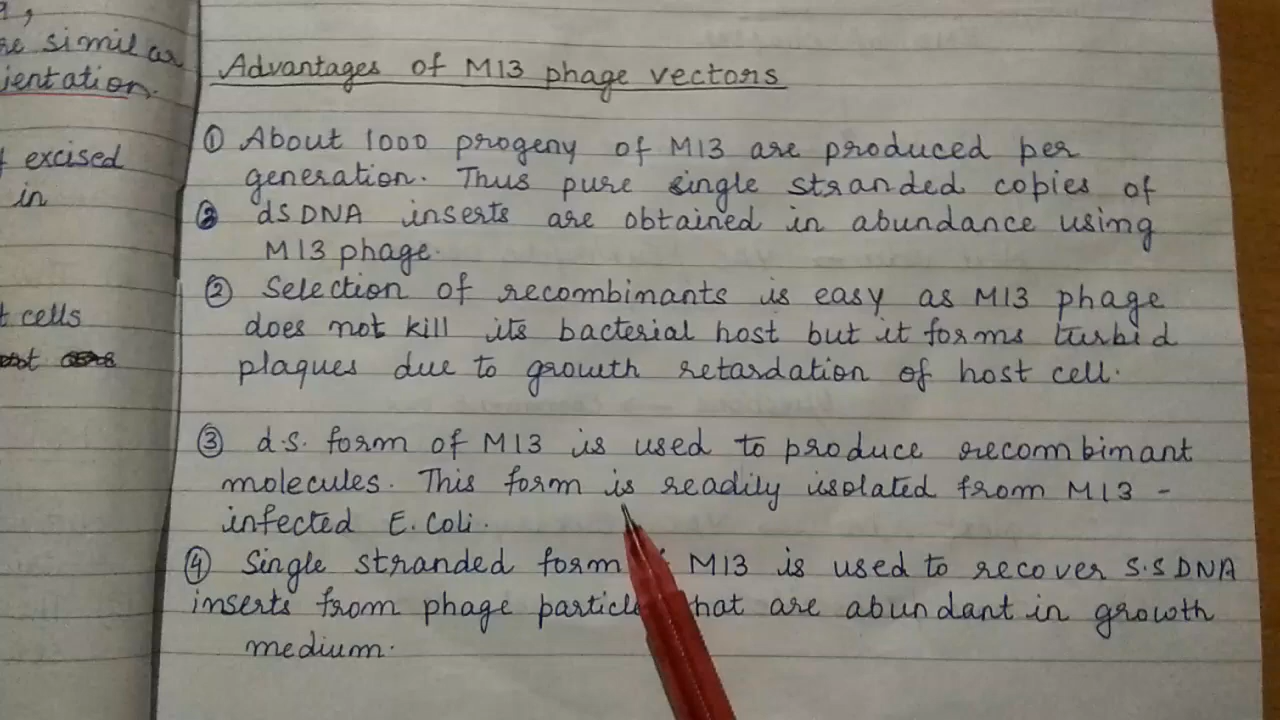 re similar
ientation.
excised
in
t cells
Advantages of M13 phage vectors
① About 1000 progeny of M13 are produced per
generation. Thus pure single stranded copies of
② dsDNA inserts are obtained in abundance using
M13 phage.
② Selection of recombinants is easy as M13 phage
does not kill its bacterial host but it forms turbid
plaques due to growth retardation of host cell.
③ d.s. form of M13 is used to produce recombinant
molecules. This form is readily isolated from M13 -
infected E. Coli.
④ Single stranded form M13 is used to recover S.S DNA
inserts from phage particle hat are abundant in growth
medium.